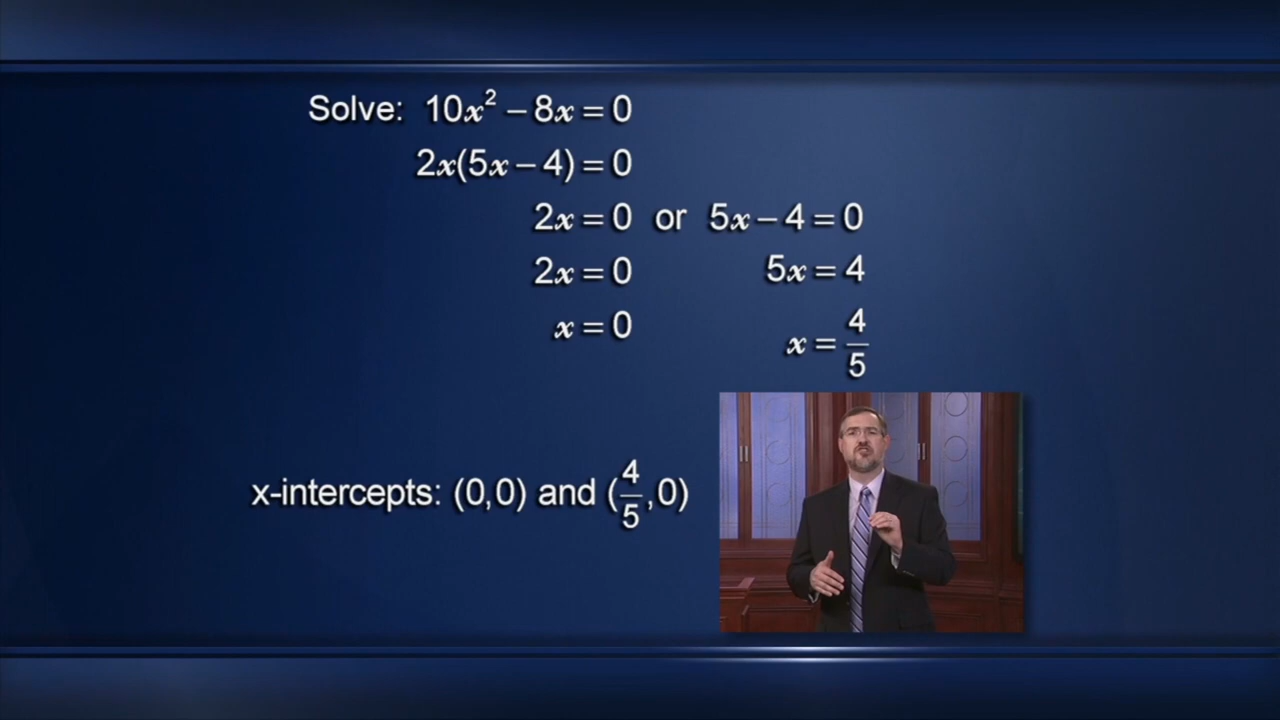 Solve: 10x² – 8x = 0
2x(5x – 4) = 0
2x = 0 or 5x – 4 = 0
2x = 0 5x = 4
x = 0 x = 4/5
x-intercepts: (0,0) and (4/5,0)